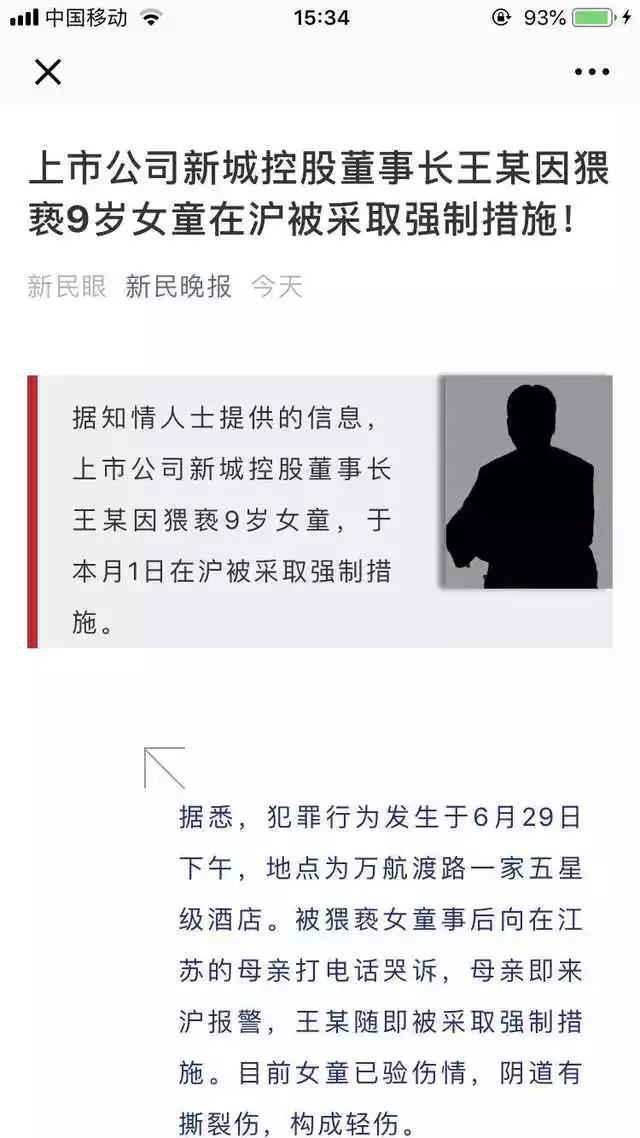 中国移动 15:34 93%
上市公司新城控股董事长王某因猥
亵9岁女童在沪被采取强制措施！
新民眼 新民晚报 今天
据知情人士提供的信息，
上市公司新城控股董事长
王某因猥亵9岁女童，于
本月1日在沪被采取强制措
施。
据悉，犯罪行为发生于6月29日
下午，地点为万航渡路一家五星
级酒店。被猥亵女童事后向在江
苏的母亲打电话哭诉，母亲即来
沪报警，王某随即被采取强制措
施。目前女童已验伤情，阴道有
撕裂伤，构成轻伤。